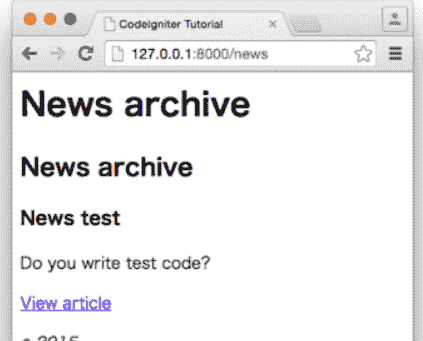 CodeIgniter Tutorial
127.0.0.1:8000/news
News archive
News archive
News test
Do you write test code?
View article